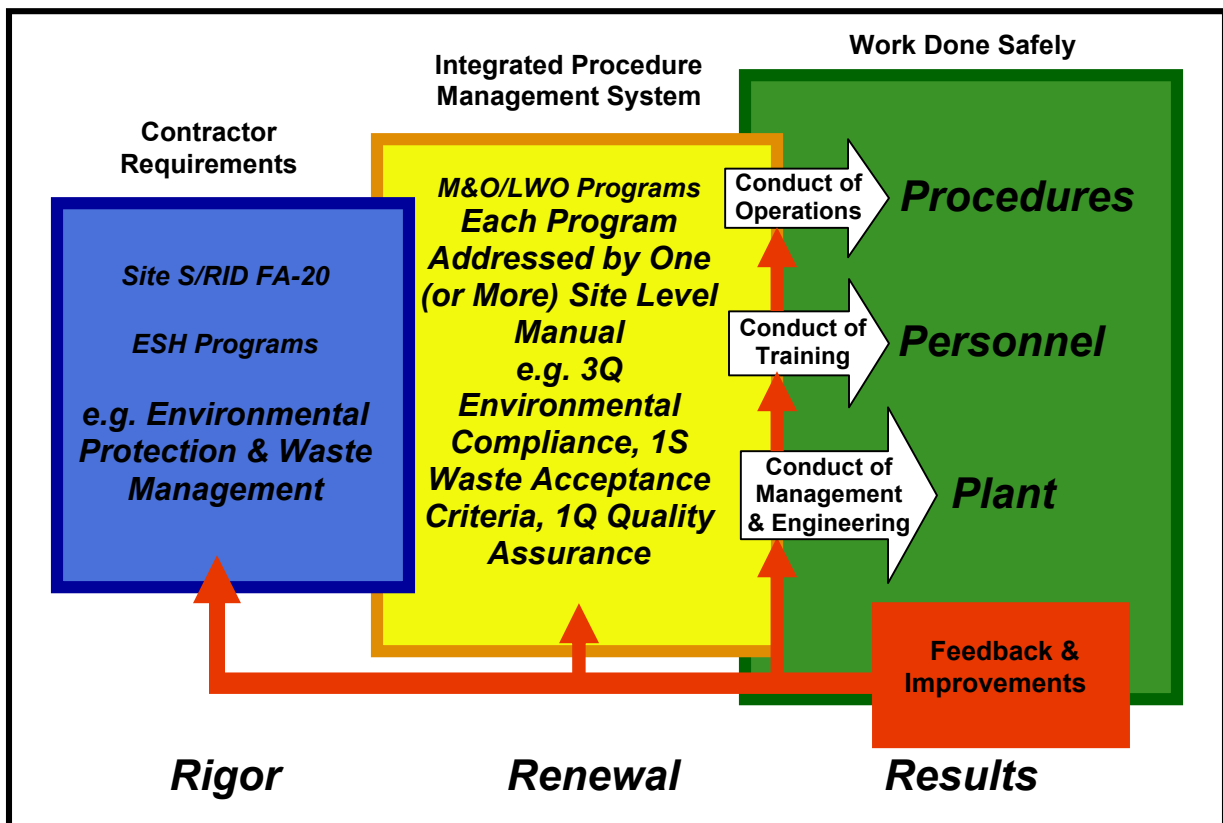 Contractor
Requirements
Integrated Procedure
Management System
Work Done Safely
Site S/RID FA-20
ESH Programs
e.g. Environmental
Protection & Waste
Management
M&O/LWO Programs
Each Program
Addressed by One
(or More) Site Level
Manual
e.g. 3Q
Environmental
Compliance, 1S
Waste Acceptance
Criteria, 1Q Quality
Assurance
Conduct of
Operations
Procedures
Conduct of
Training
Personnel
Conduct of
Management
& Engineering
Plant
Feedback &
Improvements
Rigor
Renewal
Results